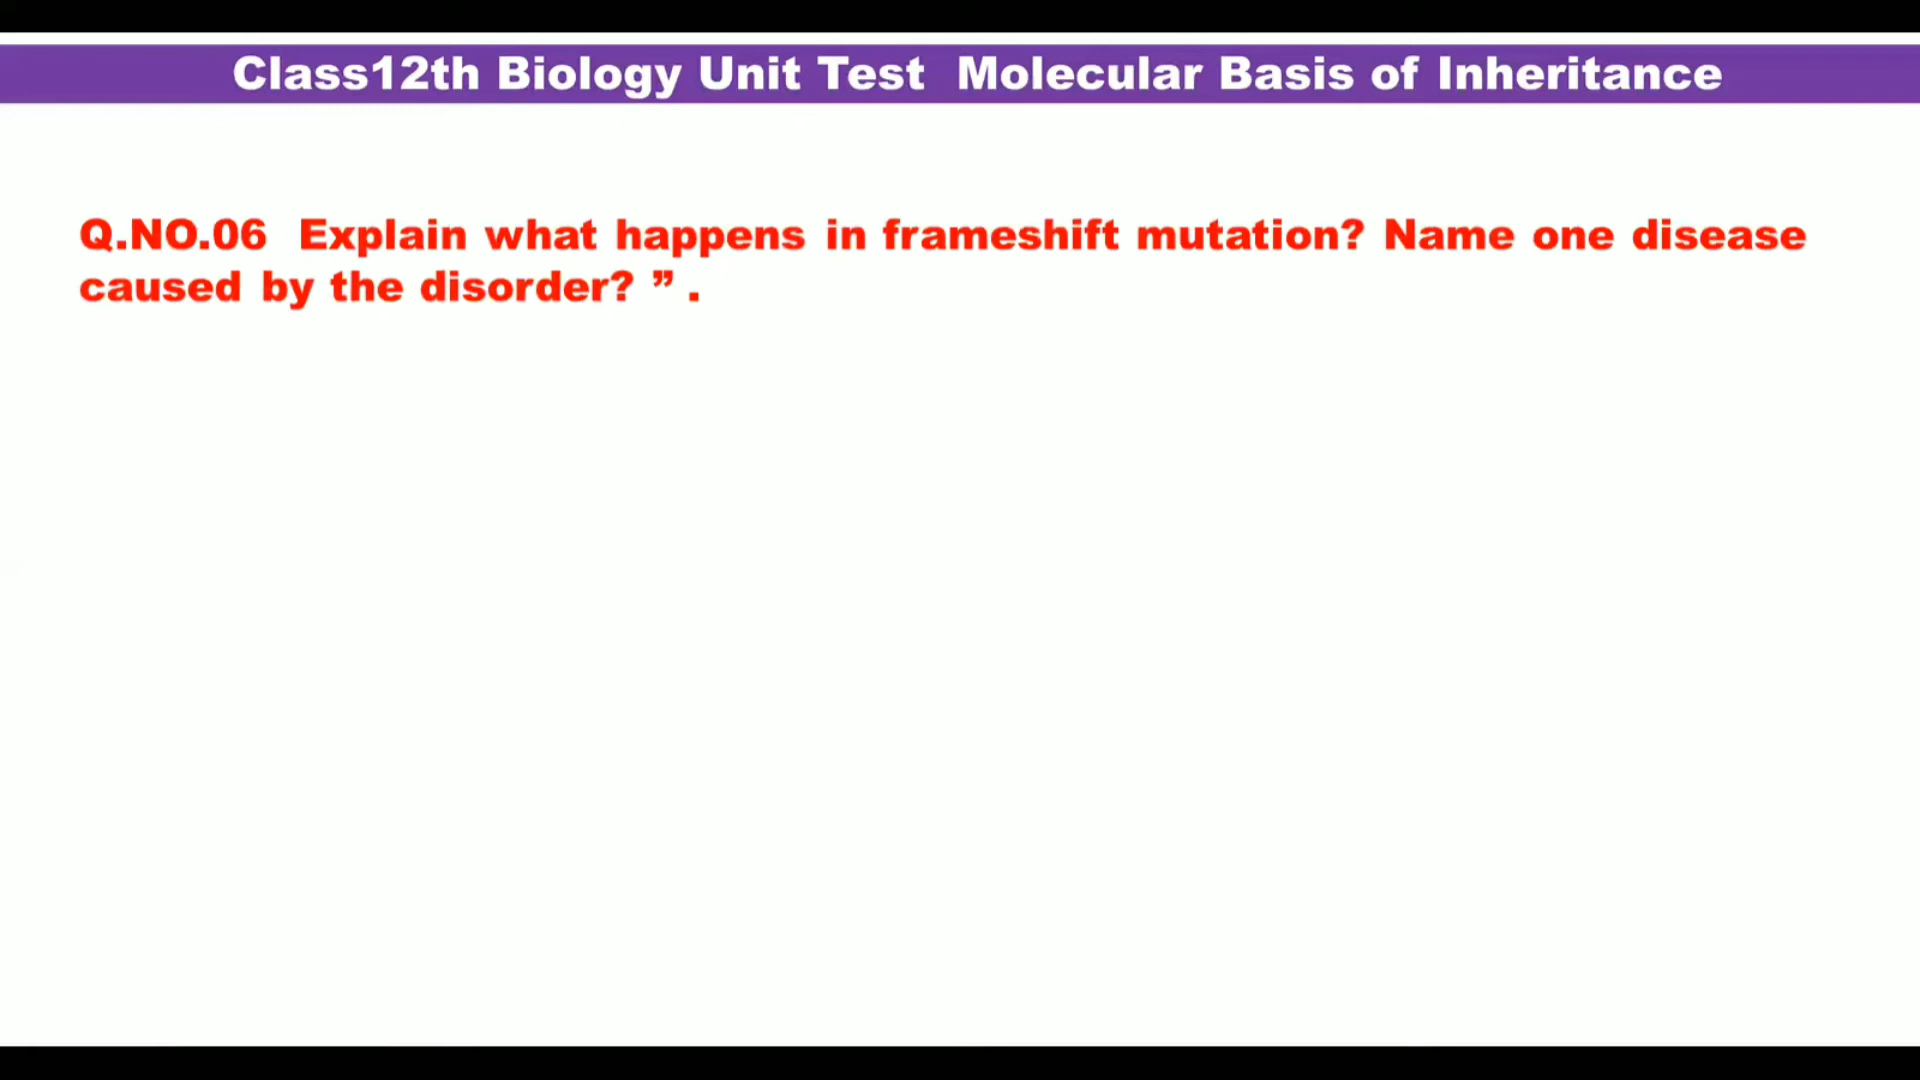 Class12th Biology Unit Test Molecular Basis of Inheritance
Q.NO.06 Explain what happens in frameshift mutation? Name one disease
caused by the disorder? ” .